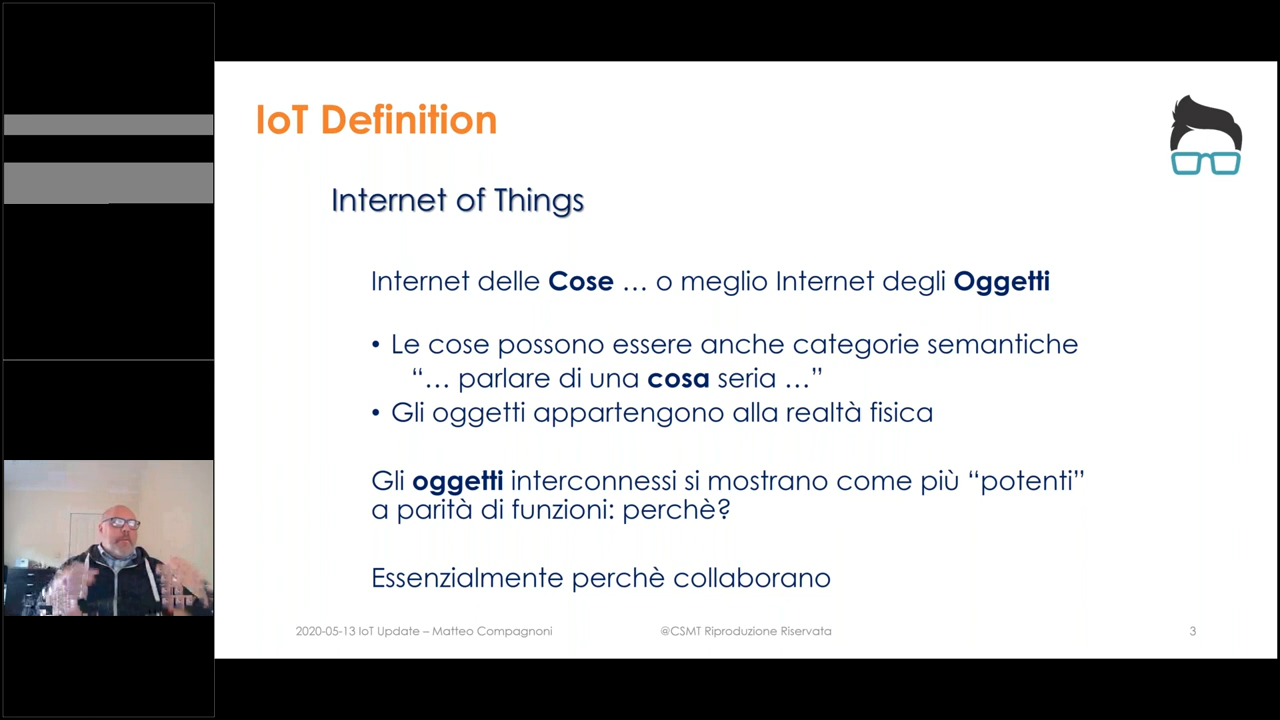 IoT Definition
Internet of Things
Internet delle Cose … o meglio Internet degli Oggetti
• Le cose possono essere anche categorie semantiche
“… parlare di una cosa seria …”
• Gli oggetti appartengono alla realtà fisica
Gli oggetti interconnessi si mostrano come più “potenti”
a parità di funzioni: perchè?
Essenzialmente perchè collaborano
2020-05-13 IoT Update – Matteo Compagnoni
@CSMT Riproduzione Riservata
3